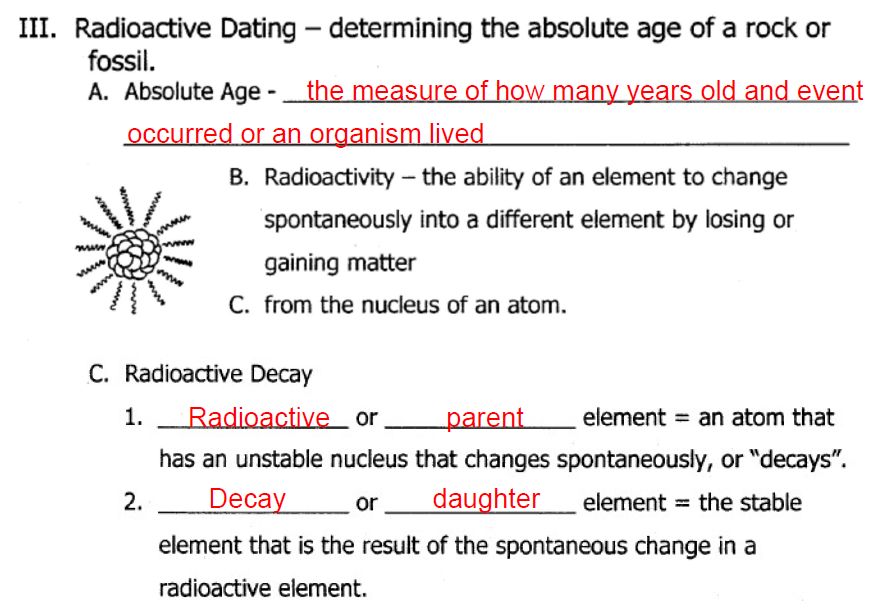 III. Radioactive Dating – determining the absolute age of a rock or
fossil.
A. Absolute Age - the measure of how many years old and event
occurred or an organism lived
B. Radioactivity – the ability of an element to change
spontaneously into a different element by losing or
gaining matter
C. from the nucleus of an atom.
C. Radioactive Decay
1. Radioactive or parent element = an atom that
has an unstable nucleus that changes spontaneously, or “decays”.
2. Decay or daughter element = the stable
element that is the result of the spontaneous change in a
radioactive element.